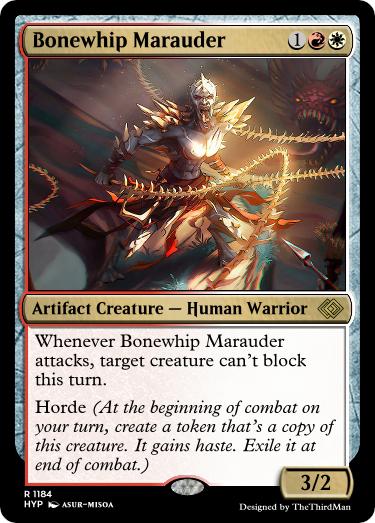 Bonewhip Marauder 1
Artifact Creature — Human Warrior
Whenever Bonewhip Marauder
attacks, target creature can't block
this turn.
Horde (At the beginning of combat on
your turn, create a token that's a copy of
this creature. It gains haste. Exile it at
end of combat.)
3/2
R 1184
HYP ASUR-MISOA
Designed by TheThirdMan